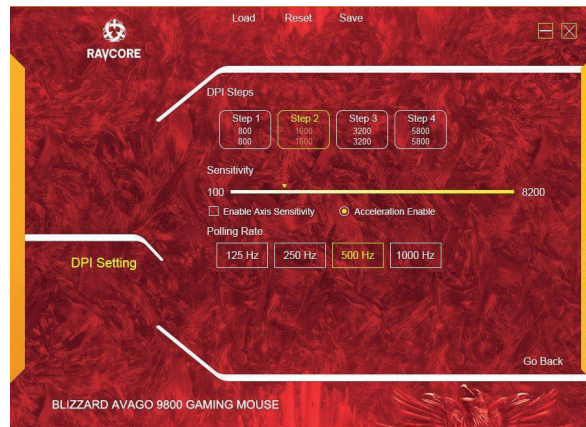 Load Reset Save
RAVCORE
DPI Steps
Step 1 Step 2 Step 3 Step 4
800 1600 3200 5800
800 1600 3200 5800
Sensitivity
100 8200
Enable Axis Sensitivity Acceleration Enable
Polling Rate
125 Hz 250 Hz 500 Hz 1000 Hz
DPI Setting
Go Back
BLIZZARD AVAGO 9800 GAMING MOUSE